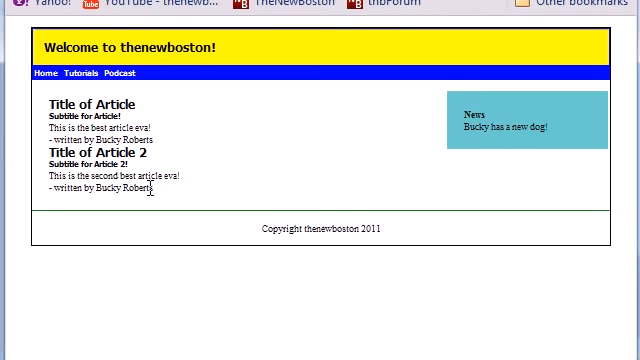 Yahoo!
YouTube - thenewb...
TheNewBoston
thbForum
Other bookmarks
Welcome to thenewboston!
Home Tutorials Podcast
Title of Article
Subtitle for Article!
This is the best article eva!
- written by Bucky Roberts
Title of Article 2
Subtitle for Article 2!
This is the second best article eva!
- written by Bucky Roberts
News
Bucky has a new dog!
Copyright thenewboston 2011